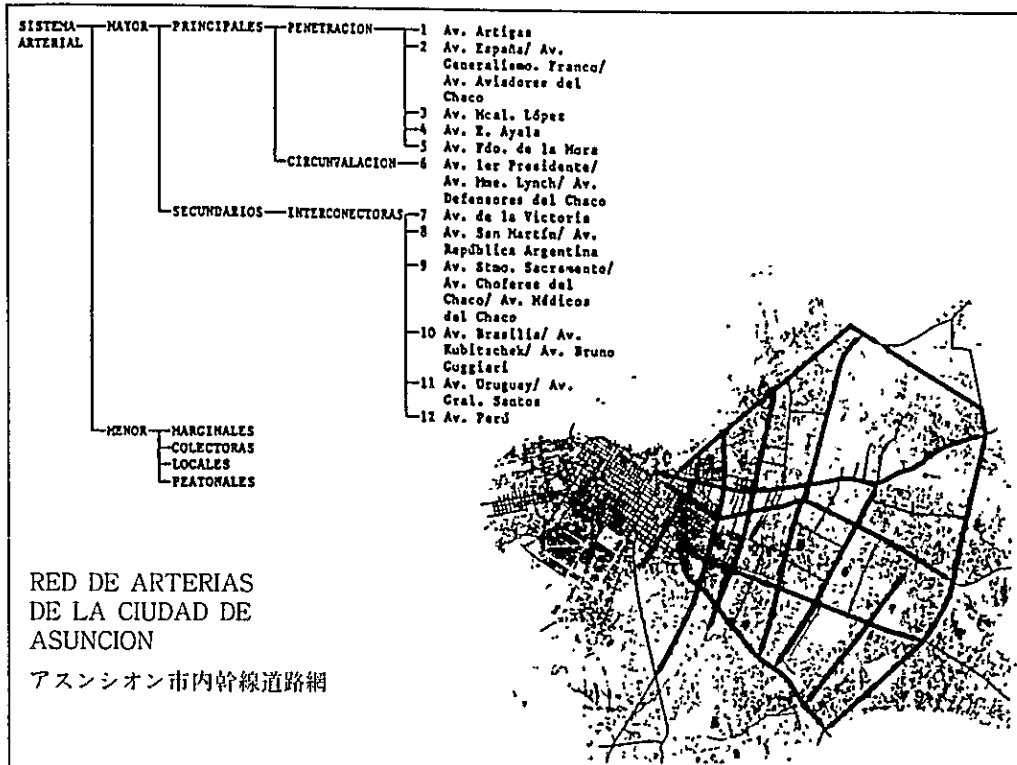 SISTEMA ARTERIAL MAYOR PRINCIPALES PENETRACION 1 Av. Artigas
2 Av. España/ Av.
Generalísmo. Franco/
Av. Aviadores del
Chaco
3 Av. Mcal. López
4 Av. E. Ayala
5 Av. Fdo. de la Mora
CIRCUNVALACION 6 Av. 1er Presidente/
Av. Mme. Lynch/ Av.
Defensores del Chaco
SECUNDARIOS INTERCONECTORAS 7 Av. de la Victoria
8 Av. San Martín/ Av.
República Argentina
9 Av. Stmo. Sacramento/
Av. Choferes del
Chaco/ Av. Médicos
del Chaco
10 Av. Brasilia/ Av.
Kubitschek/ Av. Bruno
Guggiari
11 Av. Uruguay/ Av.
Gral. Santos
12 Av. Perú
MENOR MARGINALES
COLECTORAS
LOCALES
PEATONALES
RED DE ARTERIAS
DE LA CIUDAD DE
ASUNCION
アスンシオン市内幹線道路網